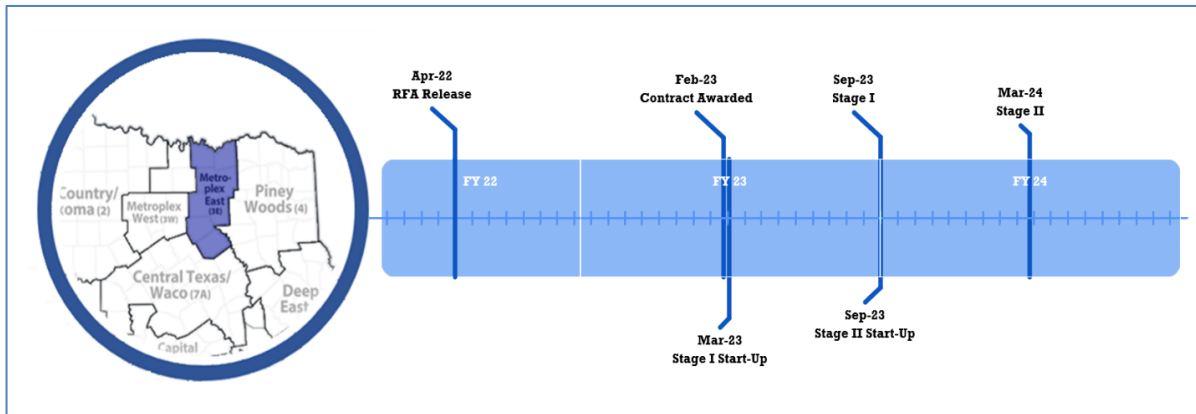 Metro-
plex
East (3E)
Country/
oma (2)
Metroplex
West (3W)
Piney
Woods (4)
Central Texas/
Waco (7A)
Deep
East
Capital
Apr-22
RFA Release
Feb-23
Contract Awarded
Sep-23
Stage I
Mar-24
Stage II
FY 22
FY 23
FY 24
Mar-23
Stage I Start-Up
Sep-23
Stage II Start-Up